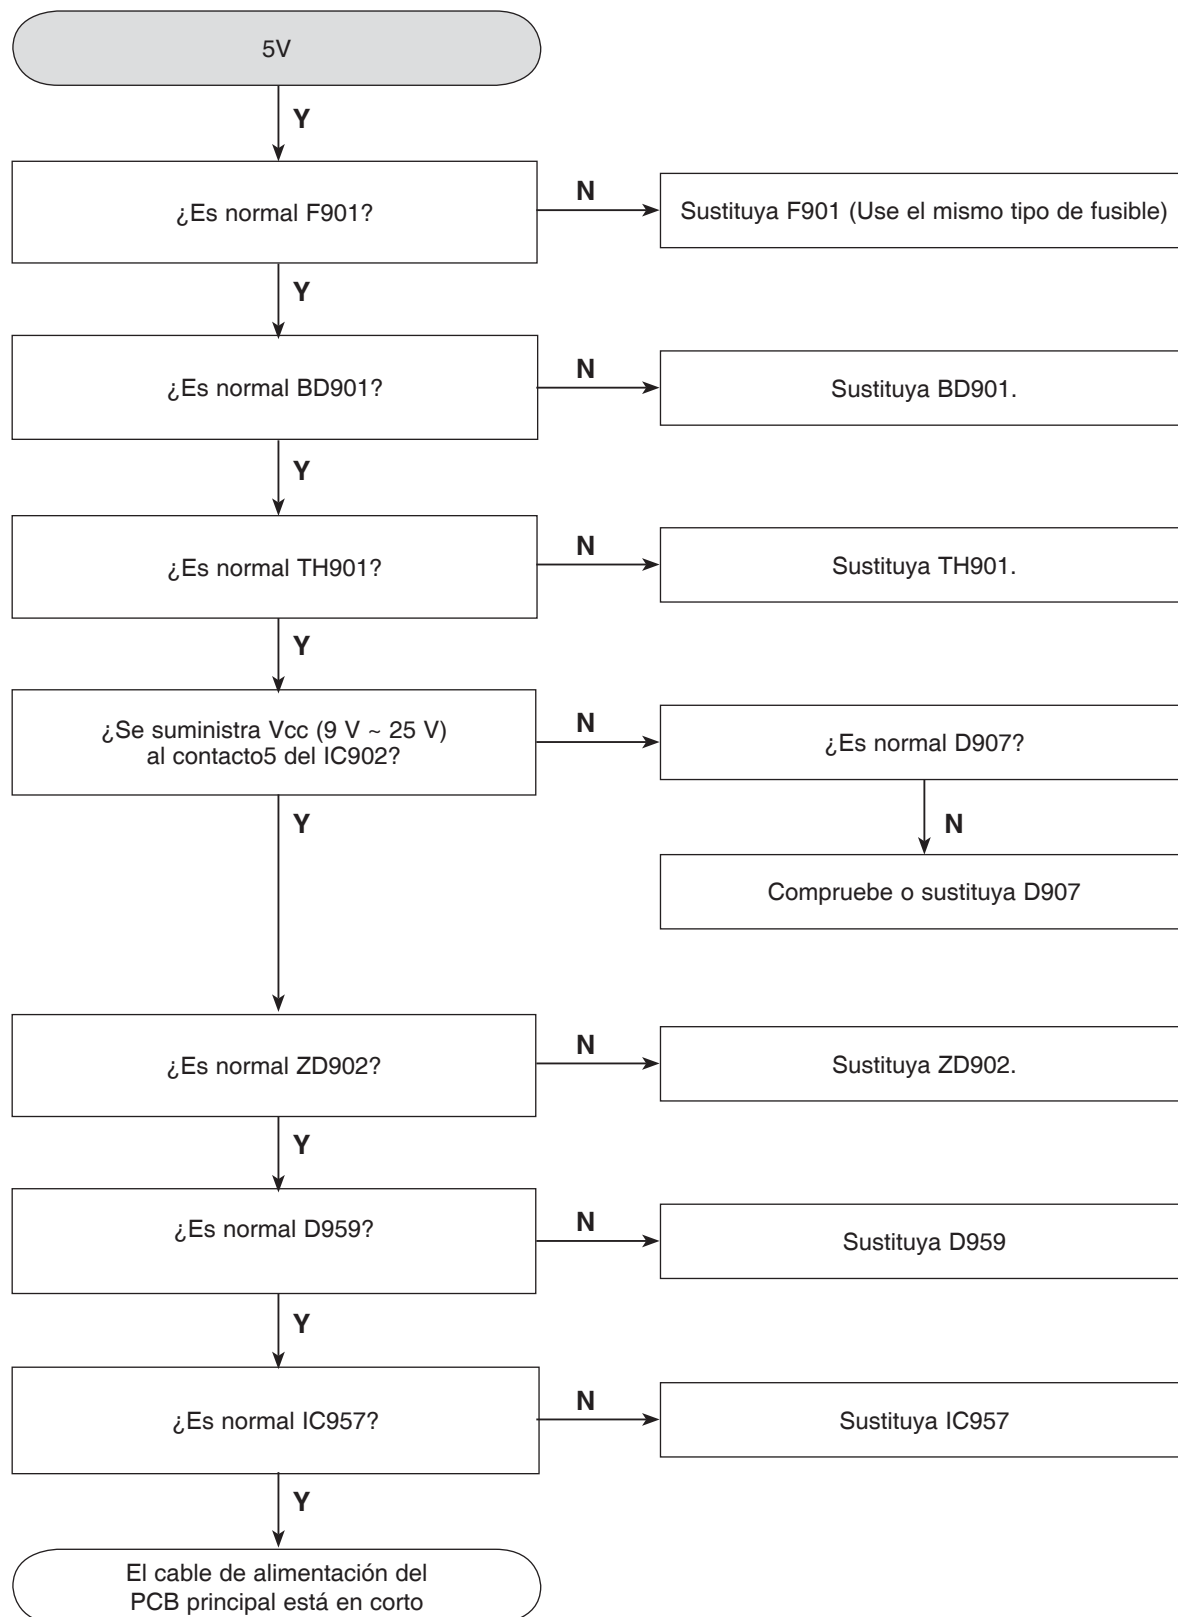 5V
Y
¿Es normal F901?
N
Sustituya F901 (Use el mismo tipo de fusible)
Y
¿Es normal BD901?
N
Sustituya BD901.
Y
¿Es normal TH901?
N
Sustituya TH901.
Y
¿Se suministra Vcc (9 V ~ 25 V)
al contacto5 del IC902?
N
¿Es normal D907?
Y
N
Compruebe o sustituya D907
¿Es normal ZD902?
N
Sustituya ZD902.
Y
¿Es normal D959?
N
Sustituya D959
Y
¿Es normal IC957?
N
Sustituya IC957
Y
El cable de alimentación del
PCB principal está en corto